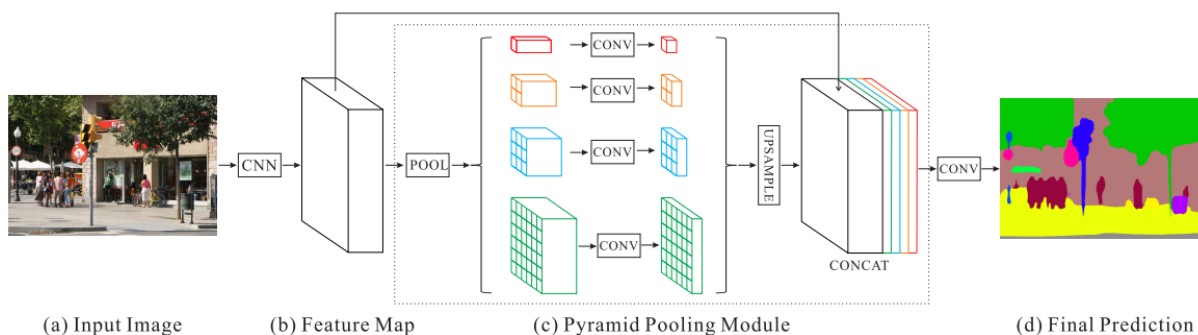 CNN
POOL
CONV
CONV
CONV
CONV
UPSAMPLE
CONCAT
CONV
(a) Input Image
(b) Feature Map
(c) Pyramid Pooling Module
(d) Final Prediction